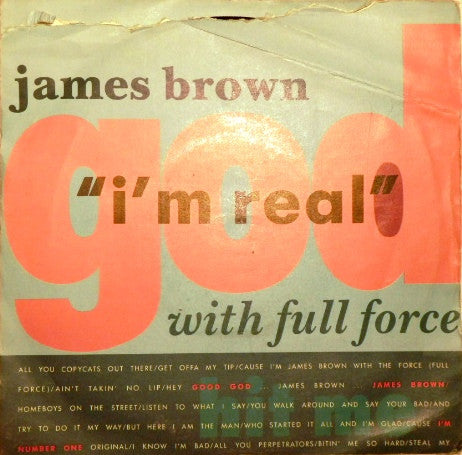 james brown
god
"i'm real"
with full force
ALL YOU COPYCATS OUT THERE/GET OFFA MY TIP/CAUSE I'M JAMES BROWN WITH THE FORCE (FULL
FORCE)/AIN'T TAKIN' NO LIP/HEY GOOD GOD ... JAMES BROWN ... JAMES BROWN/
HOMEBOYS ON THE STREET/LISTEN TO WHAT I SAY/YOU WALK AROUND AND SAY YOUR BAD/AND
TRY TO DO IT MY WAY/BUT HERE I AM THE MAN/WHO STARTED IT ALL AND I'M GLAD/CAUSE I'M
NUMBER ONE ORIGINAL/I KNOW I'M BAD/ALL YOU PERPETRATORS/BITIN' ME SO HARD/STEAL MY